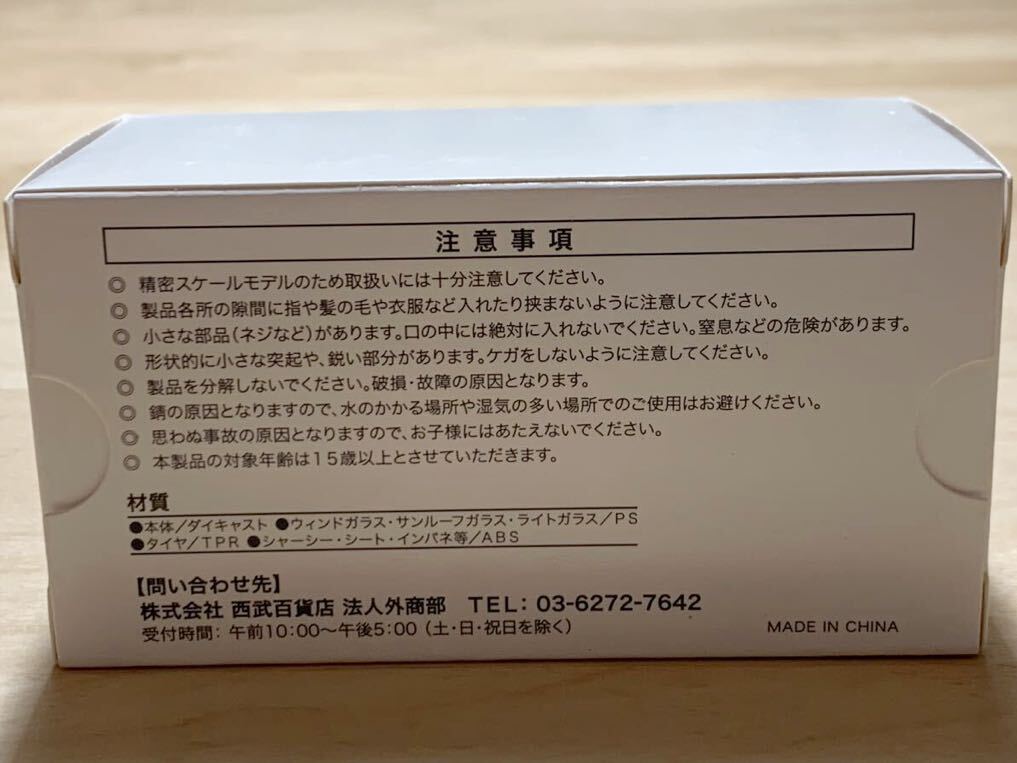 注意事項
◎ 精密スケールモデルのため取扱いには十分注意してください。
◎ 製品各所の隙間に指や髪の毛や衣服など入れたり挟まないように注意してください。
◎ 小さな部品(ネジなど)があります。口の中には絶対に入れないでください。窒息などの危険があります。
◎ 形状的に小さな突起や、鋭い部分があります。ケガをしないように注意してください。
◎ 製品を分解しないでください。破損・故障の原因となります。
◎ 錆の原因となりますので、水のかかる場所や湿気の多い場所でのご使用はお避けください。
◎ 思わぬ事故の原因となりますので、お子様にはあたえないでください。
◎ 本製品の対象年齢は15歳以上とさせていただきます。
材質
●本体/ダイキャスト ●ウィンドガラス・サンルーフガラス・ライトガラス/PS
●タイヤ/TPR ●シャーシー・シート・インパネ等/ABS
【問い合わせ先】
株式会社 西武百貨店 法人外商部 TEL: 03-6272-7642
受付時間: 午前10:00～午後5:00 (土・日・祝日を除く)
MADE IN CHINA